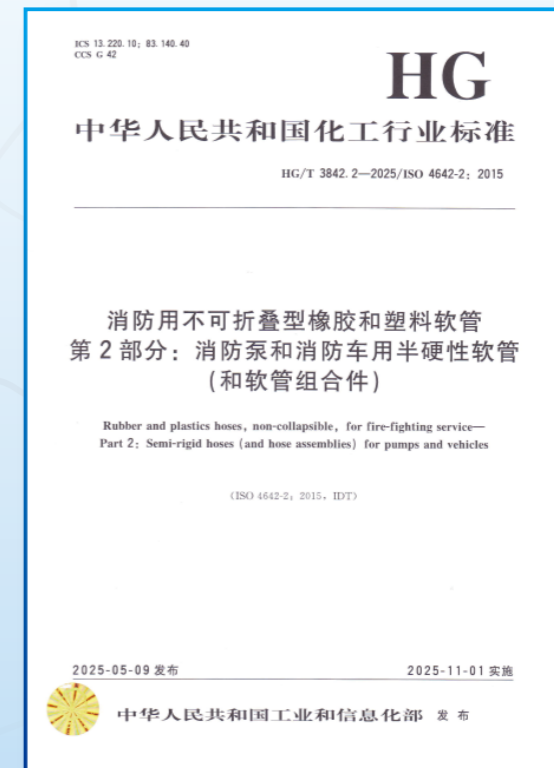 ICS 13.220.10; 83.140.40
CCS G 42
HG
中华人民共和国化工行业标准
HG/T 3842.2—2025/ISO 4642-2: 2015
消防用不可折叠型橡胶和塑料软管
第 2 部分：消防泵和消防车用半硬性软管
(和软管组合件)
Rubber and plastics hoses, non-collapsible, for fire-fighting service—
Part 2: Semi-rigid hoses (and hose assemblies) for pumps and vehicles
(ISO 4642-2: 2015, IDT)
2025-05-09 发布
2025-11-01 实施
中华人民共和国工业和信息化部 发 布